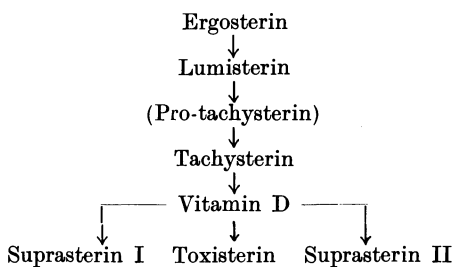 Ergosterin
Lumisterin
(Pro-tachysterin)
Tachysterin
Vitamin D
Suprasterin I Toxisterin Suprasterin II